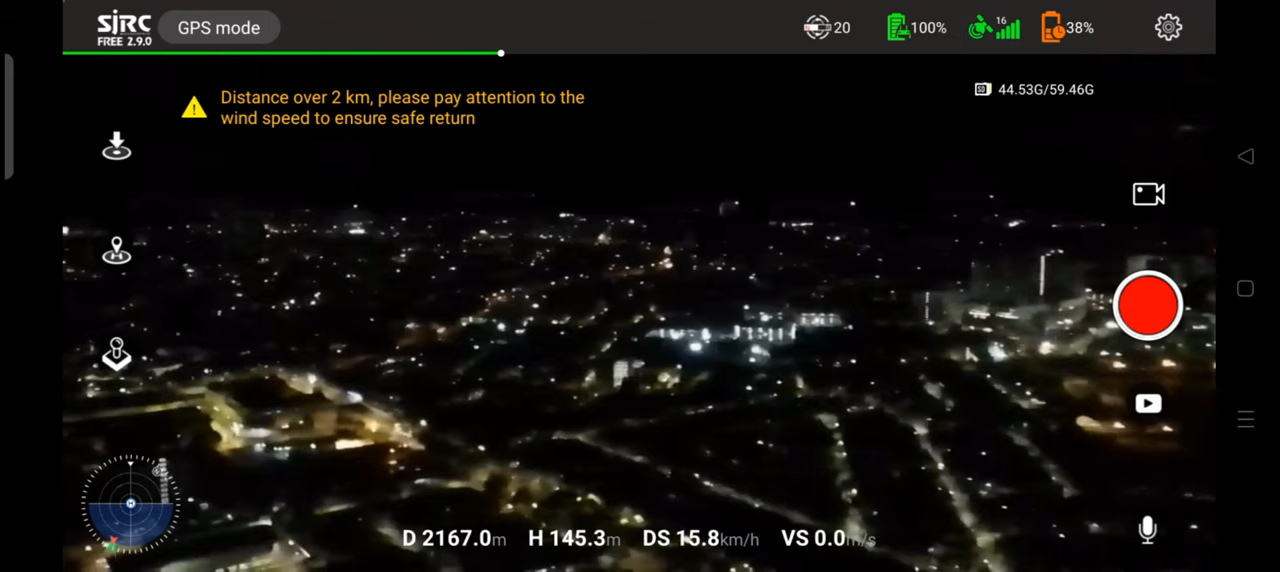 SJRC
FREE 2.9.0
GPS mode
20
100%
16
38%
Distance over 2 km, please pay attention to the
wind speed to ensure safe return
SD
44.53G/59.46G
H
D 2167.0m H 145.3m DS 15.8km/h VS 0.0m/s